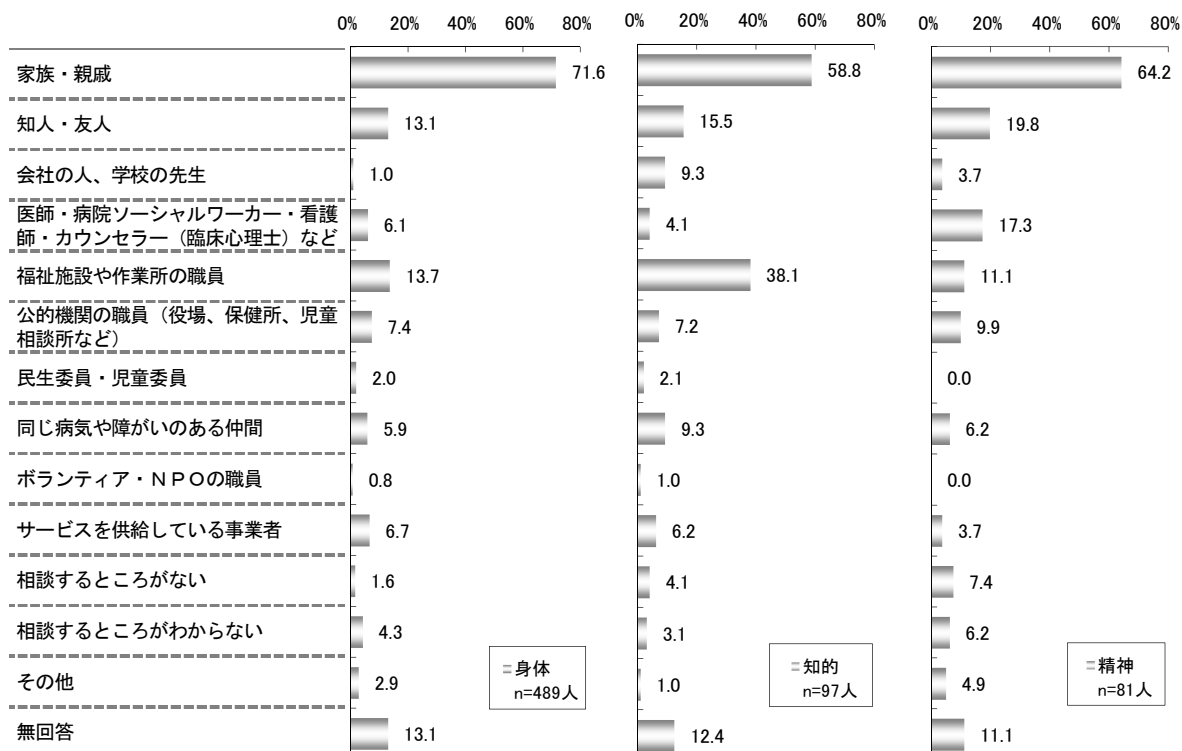 0% 20% 40% 60% 80% 0% 20% 40% 60% 80% 0% 20% 40% 60% 80%
家族・親戚 71.6 58.8 64.2
知人・友人 13.1 15.5 19.8
会社の人、学校の先生 1.0 9.3 3.7
医師・病院ソーシャルワーカー・看護
師・カウンセラー（臨床心理士）など 6.1 4.1 17.3
福祉施設や作業所の職員 13.7 38.1 11.1
公的機関の職員（役場、保健所、児童
相談所など） 7.4 7.2 9.9
民生委員・児童委員 2.0 2.1 0.0
同じ病気や障がいのある仲間 5.9 9.3 6.2
ボランティア・ＮＰＯの職員 0.8 1.0 0.0
サービスを供給している事業者 6.7 6.2 3.7
相談するところがない 1.6 4.1 7.4
相談するところがわからない 4.3 3.1 6.2
その他 2.9 1.0 4.9
無回答 13.1 12.4 11.1
身体
n=489人
知的
n=97人
精神
n=81人